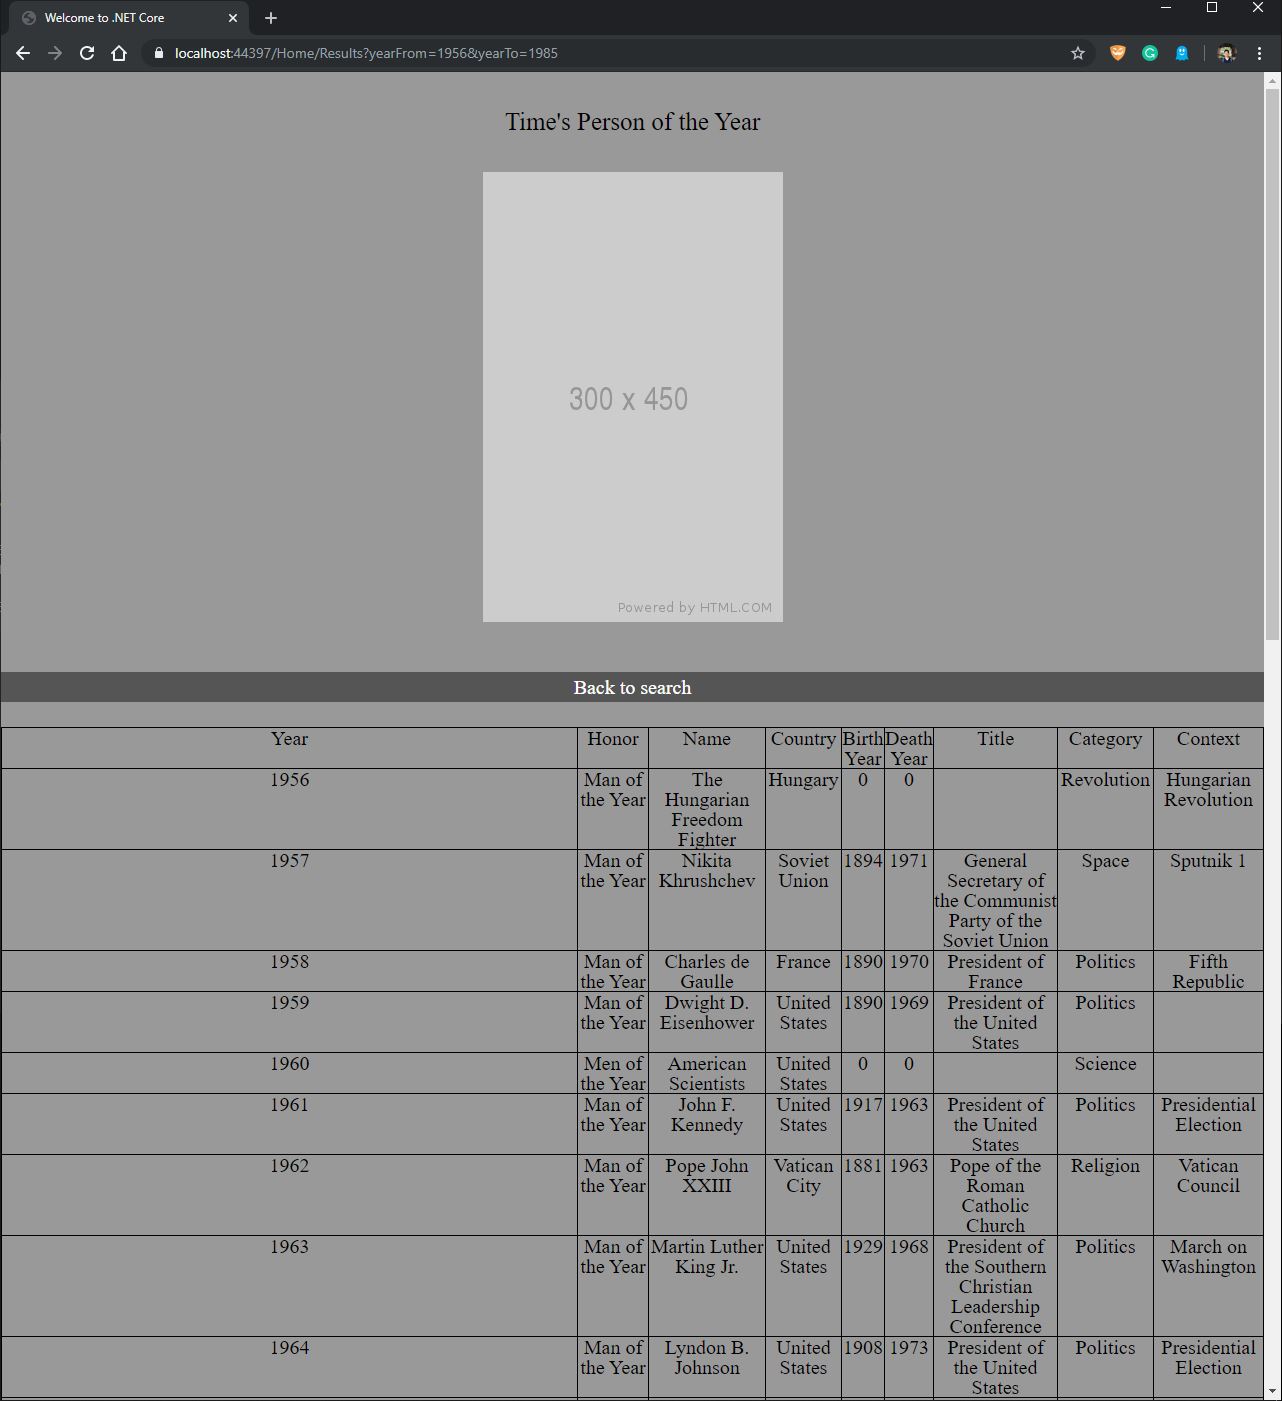 Welcome to .NET Core
localhost:44397/Home/Results?yearFrom=1956&yearTo=1985
Time's Person of the Year
300 x 450
Powered by HTML.COM
Back to search
Year Honor Name Country Birth Year Death Year Title Category Context
1956 Man of the Year The Hungarian Freedom Fighter Hungary 0 0 Revolution Hungarian Revolution
1957 Man of the Year Nikita Khrushchev Soviet Union 1894 1971 General Secretary of the Communist Party of the Soviet Union Space Sputnik 1
1958 Man of the Year Charles de Gaulle France 1890 1970 President of France Politics Fifth Republic
1959 Man of the Year Dwight D. Eisenhower United States 1890 1969 President of the United States Politics
1960 Men of the Year American Scientists United States 0 0 Science
1961 Man of the Year John F. Kennedy United States 1917 1963 President of the United States Politics Presidential Election
1962 Man of the Year Pope John XXIII Vatican City 1881 1963 Pope of the Roman Catholic Church Religion Vatican Council
1963 Man of the Year Martin Luther King Jr. United States 1929 1968 President of the Southern Christian Leadership Conference Politics March on Washington
1964 Man of the Year Lyndon B. Johnson United States 1908 1973 President of the United States Politics Presidential Election